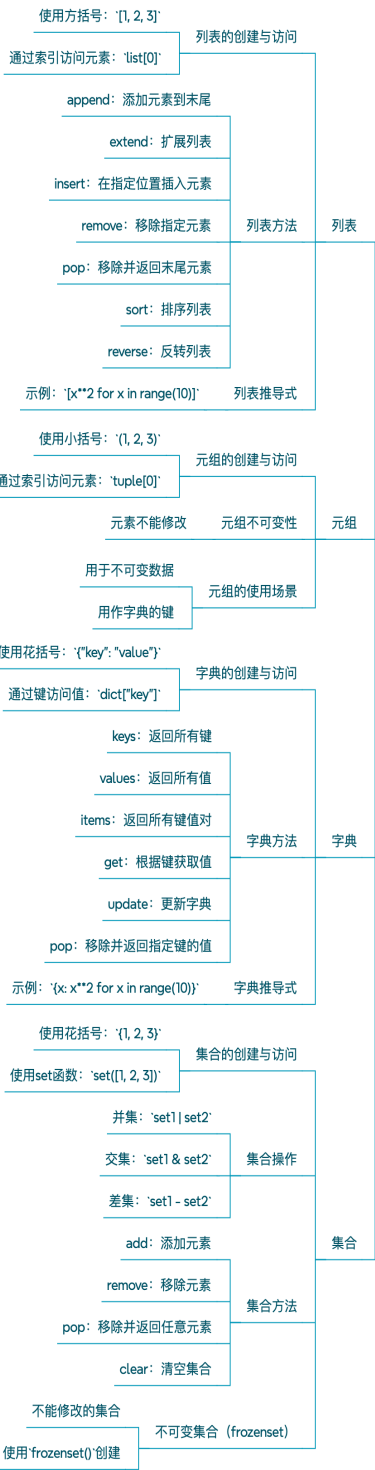 使用方括号：`[1, 2, 3]`
列表的创建与访问
通过索引访问元素：`list[0]`
append：添加元素到末尾
extend：扩展列表
insert：在指定位置插入元素
remove：移除指定元素
列表方法
列表
pop：移除并返回末尾元素
sort：排序列表
reverse：反转列表
示例：`[x**2 for x in range(10)]`
列表推导式
使用小括号：`(1, 2, 3)`
元组的创建与访问
通过索引访问元素：`tuple[0]`
元素不能修改
元组不可变性
元组
用于不可变数据
元组的使用场景
用作字典的键
使用花括号：`{"key": "value"}`
字典的创建与访问
通过键访问值：`dict["key"]`
keys：返回所有键
values：返回所有值
items：返回所有键值对
字典方法
字典
get：根据键获取值
update：更新字典
pop：移除并返回指定键的值
示例：`{x: x**2 for x in range(10)}`
字典推导式
使用花括号：`{1, 2, 3}`
集合的创建与访问
使用set函数：`set([1, 2, 3])`
并集：`set1 | set2`
交集：`set1 & set2`
集合操作
差集：`set1 - set2`
add：添加元素
集合
remove：移除元素
集合方法
pop：移除并返回任意元素
clear：清空集合
不能修改的集合
不可变集合（frozenset）
使用`frozenset()`创建